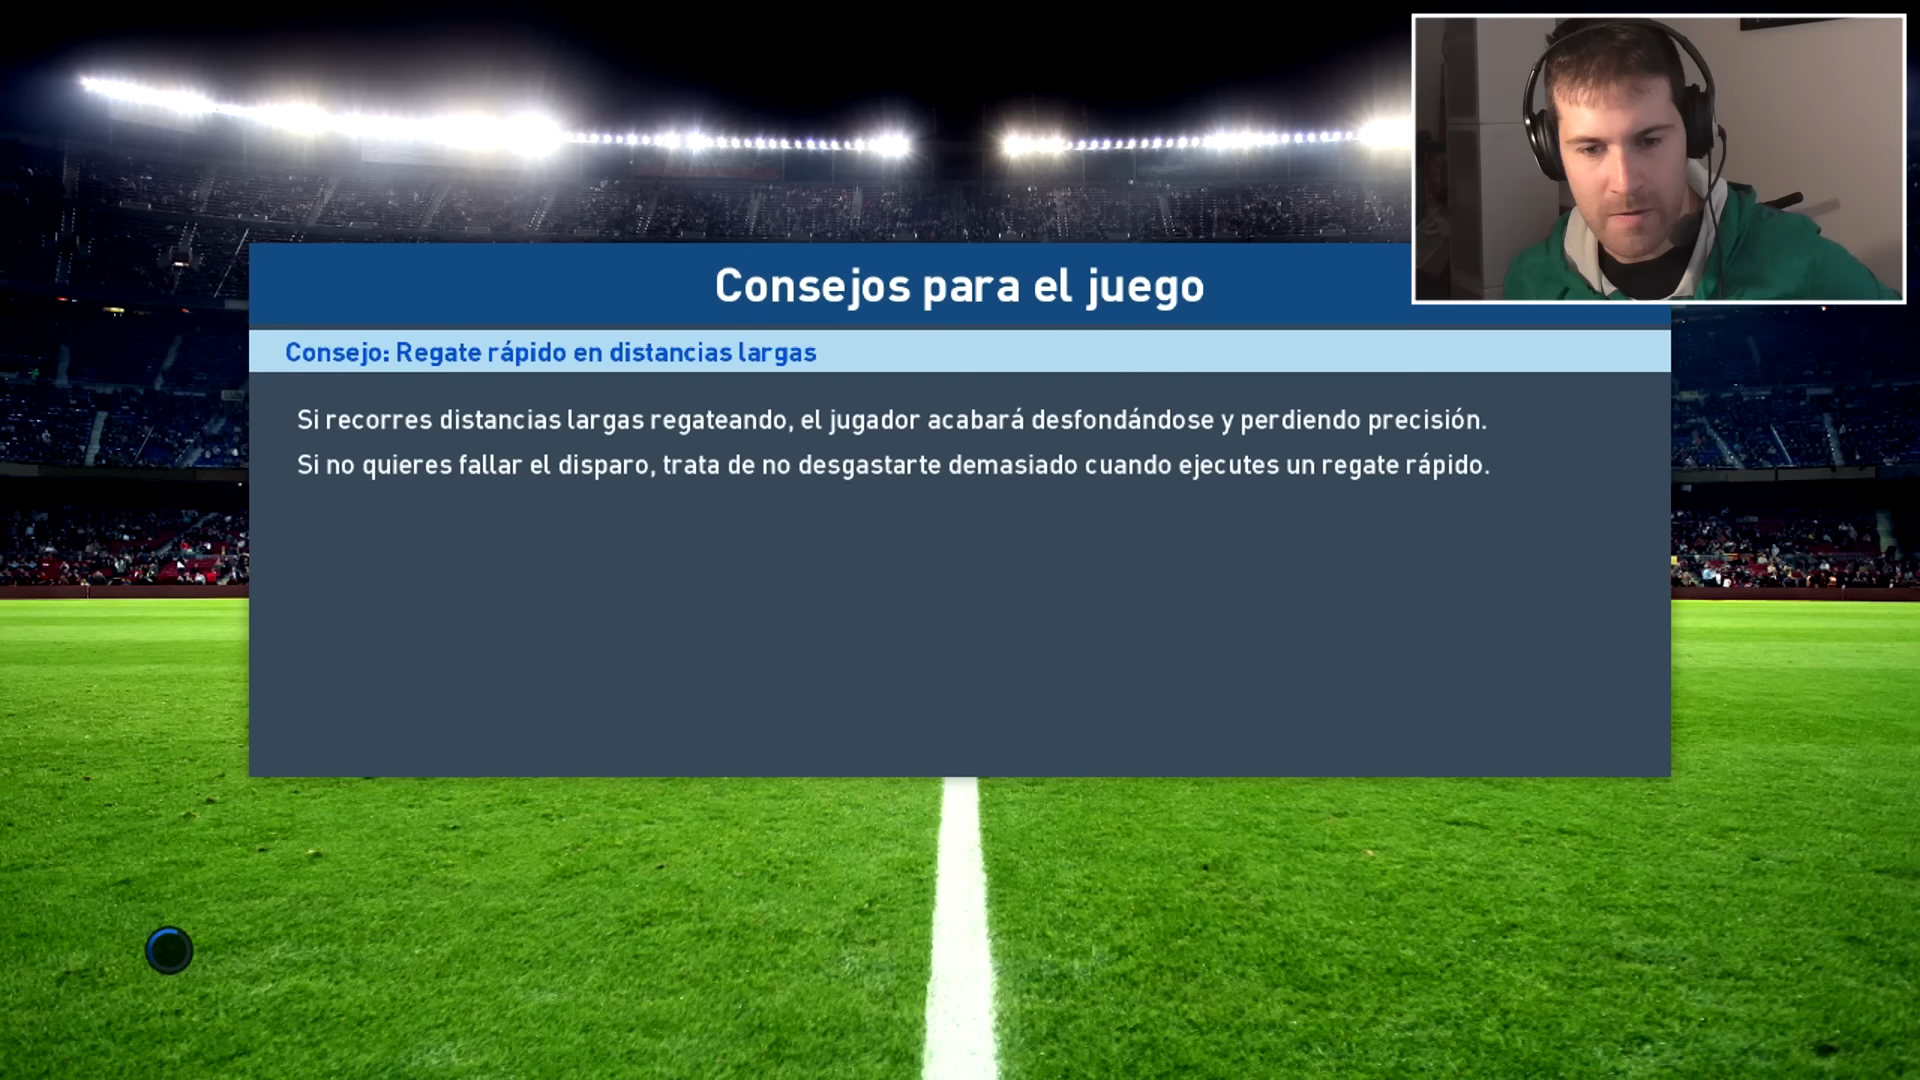 Consejos para el juego
Consejo: Regate rápido en distancias largas
Si recorres distancias largas regateando, el jugador acabará desfondándose y perdiendo precisión.
Si no quieres fallar el disparo, trata de no desgastarte demasiado cuando ejecutes un regate rápido.